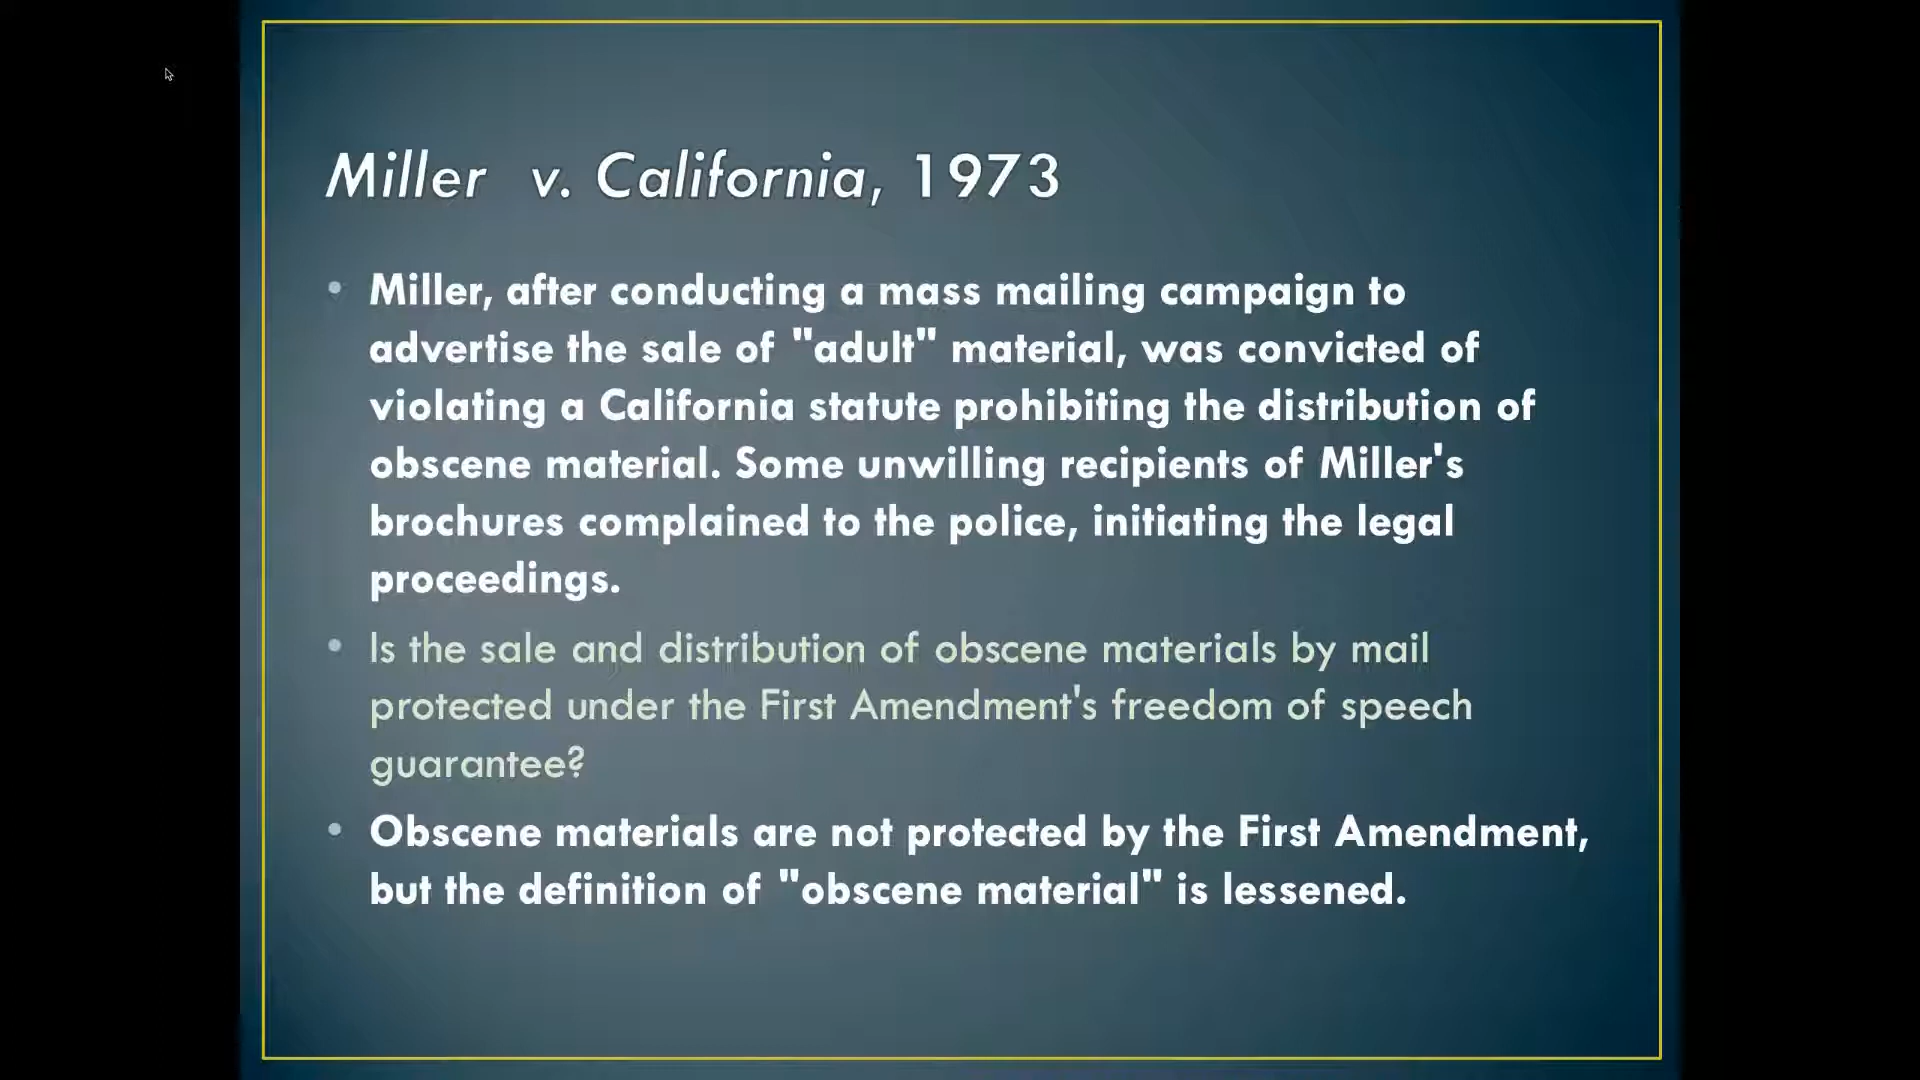 Miller v. California, 1973
• Miller, after conducting a mass mailing campaign to
advertise the sale of "adult" material, was convicted of
violating a California statute prohibiting the distribution of
obscene material. Some unwilling recipients of Miller's
brochures complained to the police, initiating the legal
proceedings.
• Is the sale and distribution of obscene materials by mail
protected under the First Amendment's freedom of speech
guarantee?
• Obscene materials are not protected by the First Amendment,
but the definition of "obscene material" is lessened.